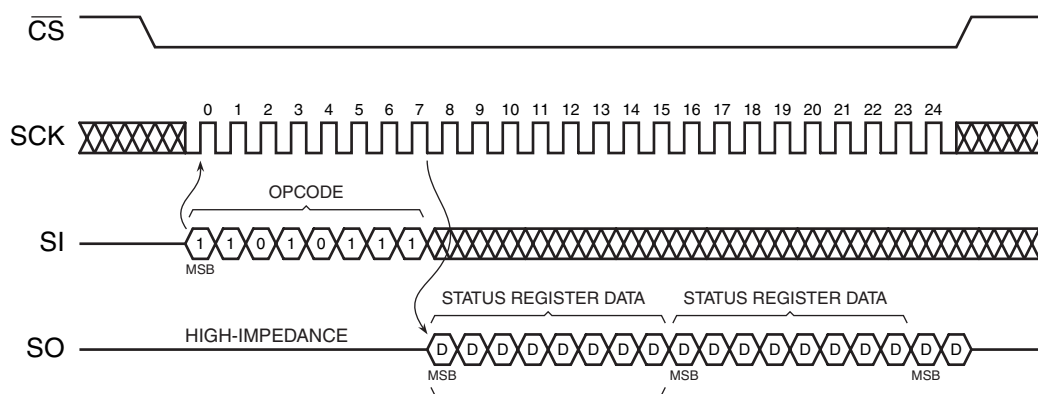 CS
0 1 2 3 4 5 6 7 8 9 10 11 12 13 14 15 16 17 18 19 20 21 22 23 24
SCK
OPCODE
SI 1 1 0 1 0 1 1 1
MSB
STATUS REGISTER DATA STATUS REGISTER DATA
HIGH-IMPEDANCE
SO D D D D D D D D D D D D D D D D D D
MSB MSB MSB